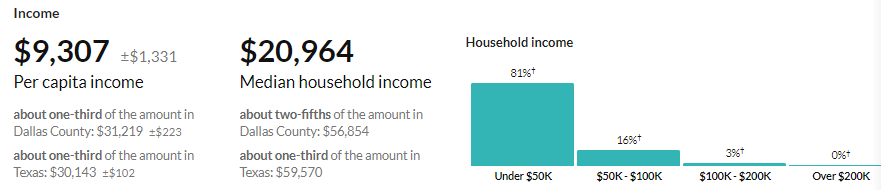 Income
$9,307 ±$1,331
Per capita income
about one-third of the amount in
Dallas County: $31,219 ±$223
about one-third of the amount in
Texas: $30,143 ±$102
$20,964
Median household income
about two-fifths of the amount in
Dallas County: $56,854
about one-third of the amount in
Texas: $59,570
Household income
81%†
16%†
3%†
0%†
Under $50K
$50K - $100K
$100K - $200K
Over $200K